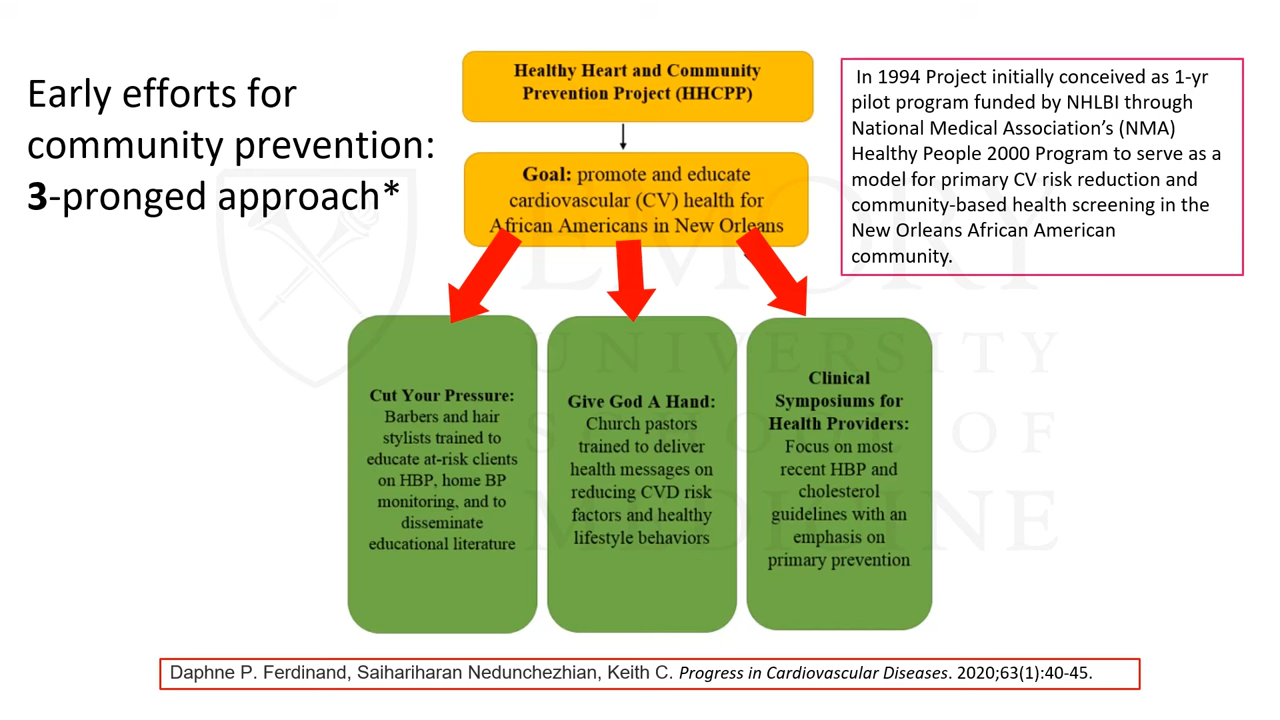 Early efforts for
community prevention:
3-pronged approach*
Healthy Heart and Community
Prevention Project (HHCPP)
Goal: promote and educate
cardiovascular (CV) health for
African Americans in New Orleans
In 1994 Project initially conceived as 1-yr
pilot program funded by NHLBI through
National Medical Association’s (NMA)
Healthy People 2000 Program to serve as a
model for primary CV risk reduction and
community-based health screening in the
New Orleans African American
community.
Cut Your Pressure:
Barbers and hair
stylists trained to
educate at-risk clients
on HBP, home BP
monitoring, and to
disseminate
educational literature
Give God A Hand:
Church pastors
trained to deliver
health messages on
reducing CVD risk
factors and healthy
lifestyle behaviors
Clinical
Symposiums for
Health Providers:
Focus on most
recent HBP and
cholesterol
guidelines with an
emphasis on
primary prevention
EMORY
UNIVERSITY
SCHOOL OF
MEDICINE
Daphne P. Ferdinand, Saihariharan Nedunchezhian, Keith C. Progress in Cardiovascular Diseases. 2020;63(1):40-45.